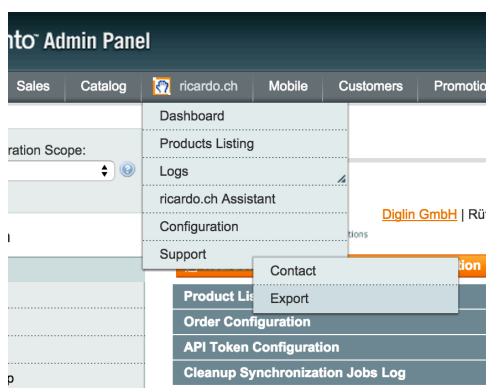 nto Admin Panel
Sales Catalog ricardo.ch Mobile Customers Promotio
Dashboard
ration Scope:
Products Listing
Logs
ricardo.ch Assistant
Diglin GmbH | Rü
Configuration
tions
Support
Contact
tion
Product Lis
Export
Order Configuration
API Token Configuration
Cleanup Synchronization Jobs Log
p